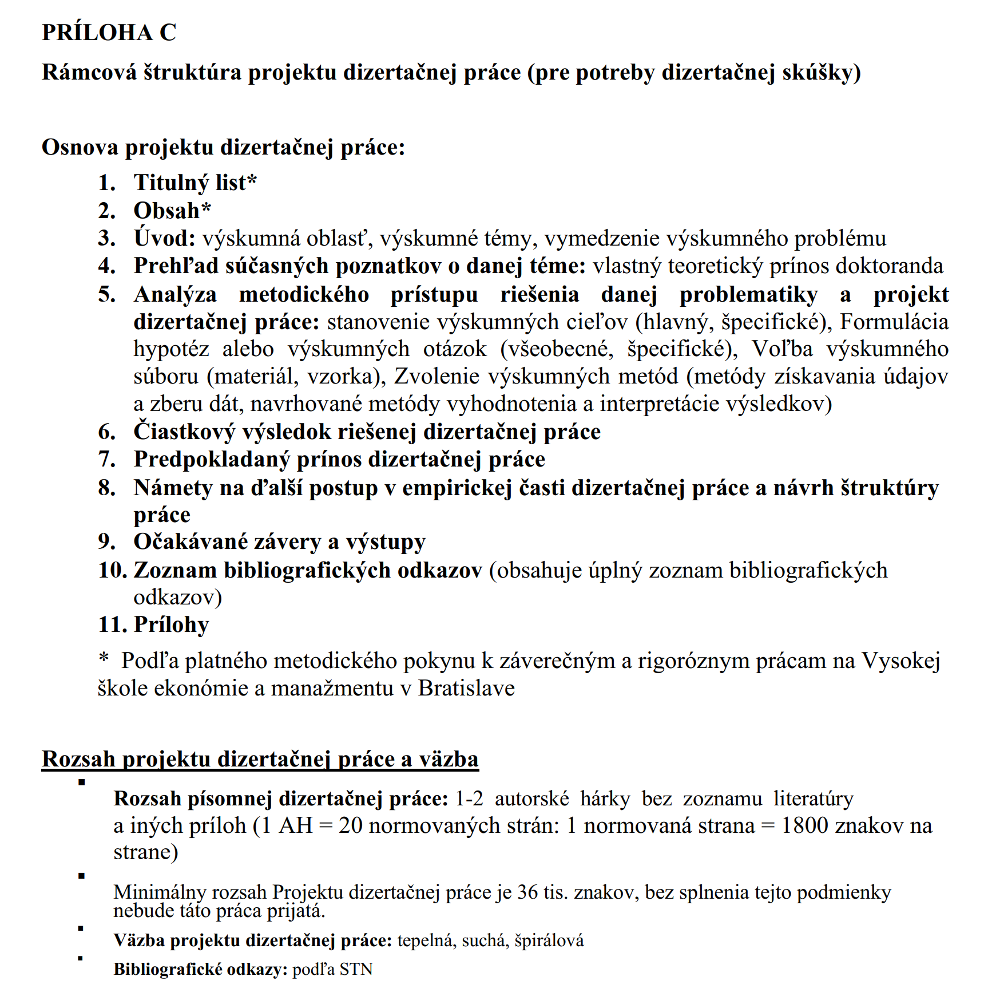 PRÍLOHA C
Rámcová štruktúra projektu dizertačnej práce (pre potreby dizertačnej skúšky)
Osnova projektu dizertačnej práce:
1. Titulný list*
2. Obsah*
3. Úvod: výskumná oblasť, výskumné témy, vymedzenie výskumného problému
4. Prehľad súčasných poznatkov o danej téme: vlastný teoretický prínos doktoranda
5. Analýza metodického prístupu riešenia danej problematiky a projekt
dizertačnej práce: stanovenie výskumných cieľov (hlavný, špecifické), Formulácia
hypotéz alebo výskumných otázok (všeobecné, špecifické), Voľba výskumného
súboru (materiál, vzorka), Zvolenie výskumných metód (metódy získavania údajov
a zberu dát, navrhované metódy vyhodnotenia a interpretácie výsledkov)
6. Čiastkový výsledok riešenej dizertačnej práce
7. Predpokladaný prínos dizertačnej práce
8. Námety na ďalší postup v empirickej časti dizertačnej práce a návrh štruktúry
práce
9. Očakávané závery a výstupy
10. Zoznam bibliografických odkazov (obsahuje úplný zoznam bibliografických
odkazov)
11. Prílohy
* Podľa platného metodického pokynu k záverečným a rigoróznym prácam na Vysokej
škole ekonómie a manažmentu v Bratislave
Rozsah projektu dizertačnej práce a väzba
▪ Rozsah písomnej dizertačnej práce: 1-2 autorské hárky bez zoznamu literatúry
a iných príloh (1 AH = 20 normovaných strán: 1 normovaná strana = 1800 znakov na
strane)
▪ Minimálny rozsah Projektu dizertačnej práce je 36 tis. znakov, bez splnenia tejto podmienky
nebude táto práca prijatá.
▪ Väzba projektu dizertačnej práce: tepelná, suchá, špirálová
▪ Bibliografické odkazy: podľa STN